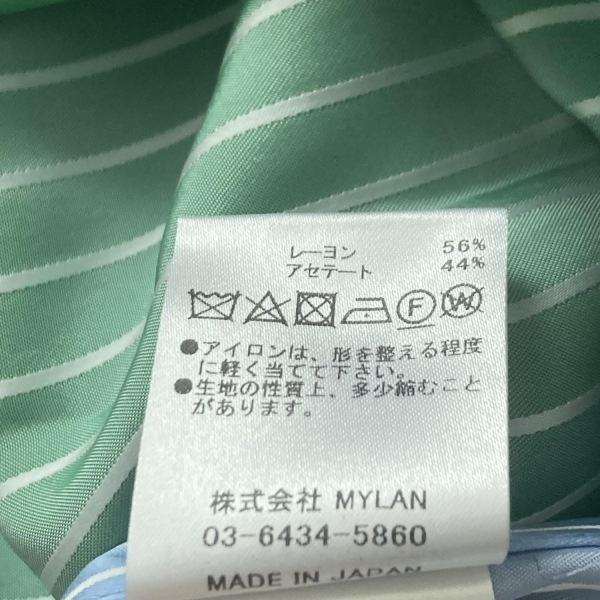 レーヨン 56%
アセテート 44%
F W
●アイロンは、形を整える程度
に軽く当てて下さい。
●生地の性質上、多少縮むこと
があります。
株式会社 MYLAN
03-6434-5860
MADE IN JAPAN